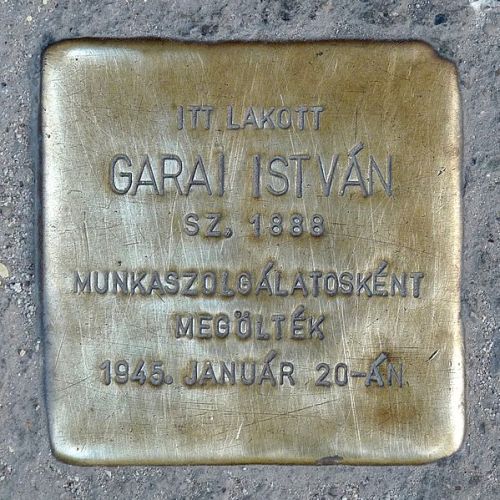 ITT LAKOTT
GARAI ISTVÁN
SZ. 1888
MUNKASZOLGÁLATOSKÉNT
MEGÖLTÉK
1945. JANUÁR 20-ÁN